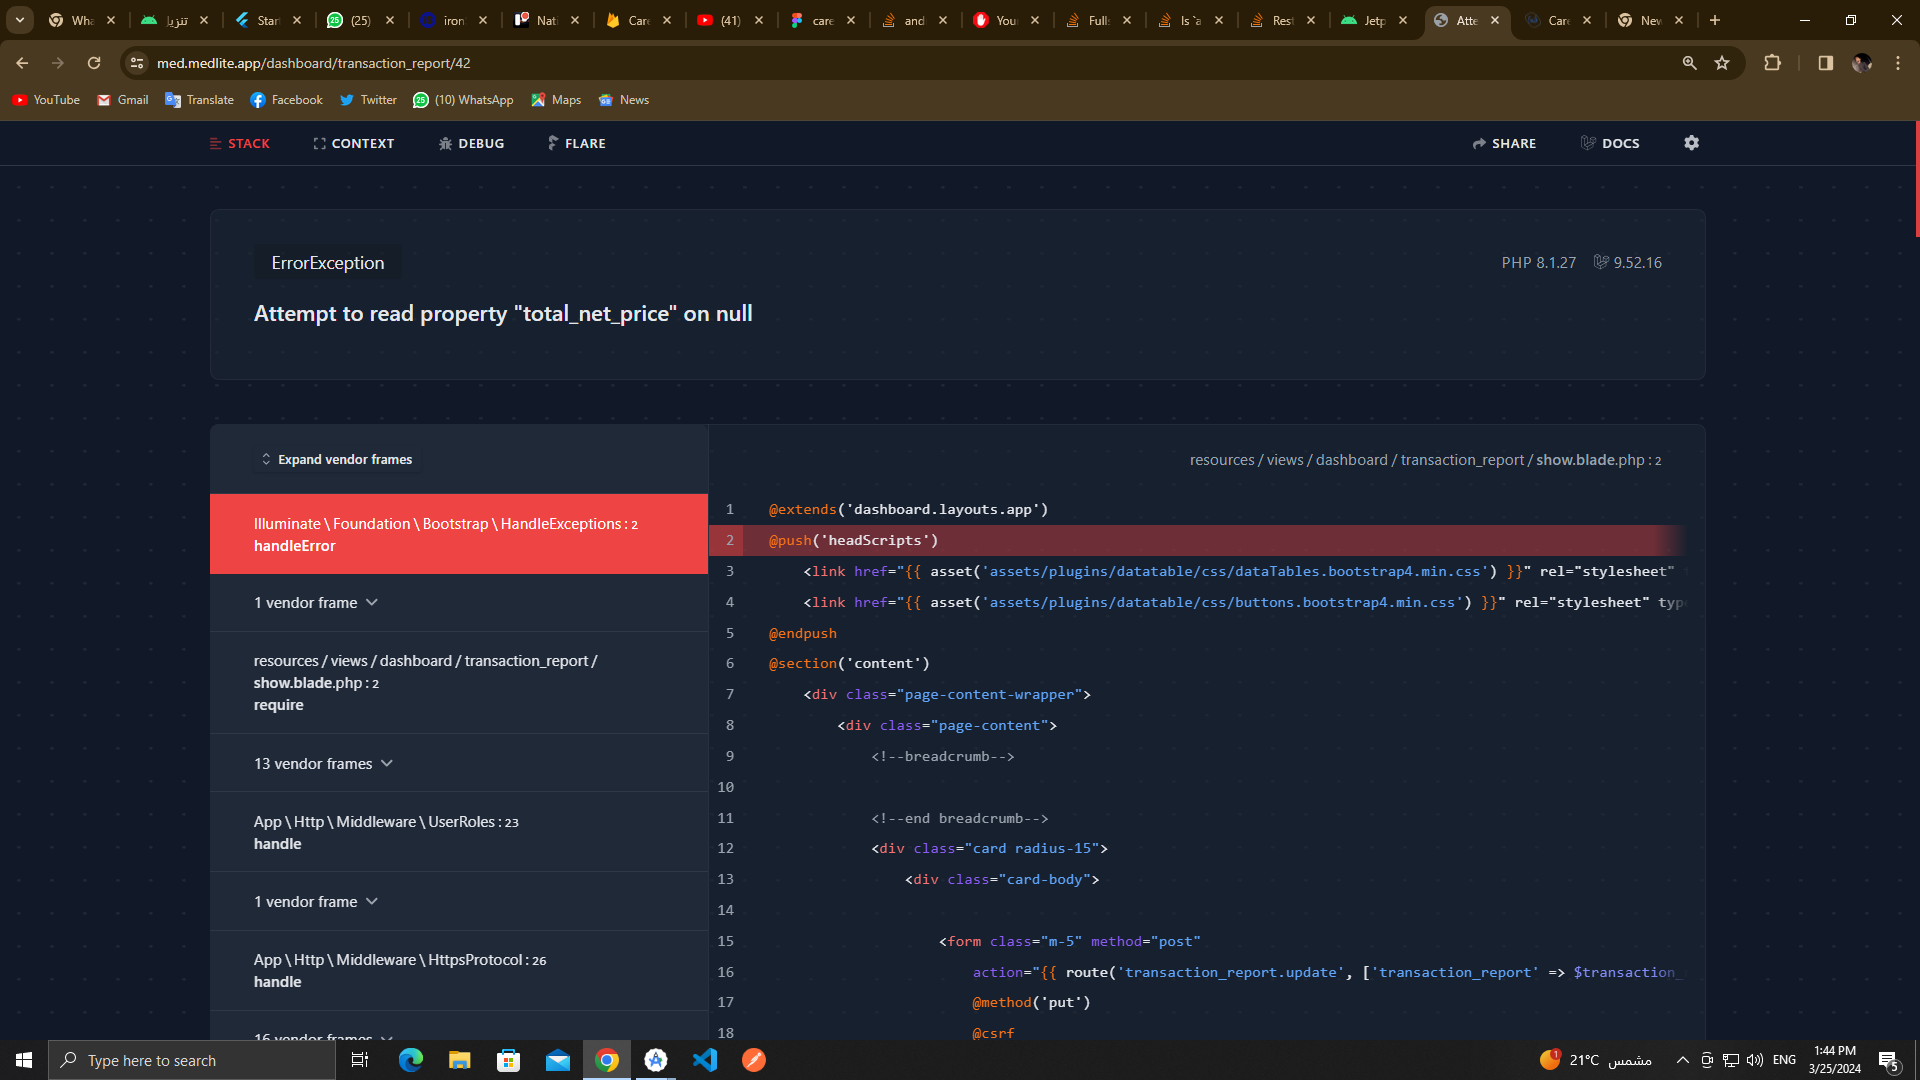 Wha
تنزيل
Star
(25)
iron
Nati
Care
(41)
care
and
You
Full
Is `a
Rest
Jetp
Atte
Care
New
med.medlite.app/dashboard/transaction_report/42
YouTube
Gmail
Translate
Facebook
Twitter
(10) WhatsApp
Maps
News
STACK
CONTEXT
DEBUG
FLARE
SHARE
DOCS
ErrorException
PHP 8.1.27
9.52.16
Attempt to read property "total_net_price" on null
Expand vendor frames
resources / views / dashboard / transaction_report / show.blade.php : 2
Illuminate \ Foundation \ Bootstrap \ HandleExceptions : 2
handleError
1 vendor frame
resources / views / dashboard / transaction_report /
show.blade.php : 2
require
13 vendor frames
App \ Http \ Middleware \ UserRoles : 23
handle
1 vendor frame
App \ Http \ Middleware \ HttpsProtocol : 26
handle
16 vendor frames
1 @extends('dashboard.layouts.app')
2 @push('headScripts')
3 <link href="{{ asset('assets/plugins/datatable/css/dataTables.bootstrap4.min.css') }}" rel="stylesheet"
4 <link href="{{ asset('assets/plugins/datatable/css/buttons.bootstrap4.min.css') }}" rel="stylesheet" type
5 @endpush
6 @section('content')
7 <div class="page-content-wrapper">
8 <div class="page-content">
9 <!--breadcrumb-->
10
11 <!--end breadcrumb-->
12 <div class="card radius-15">
13 <div class="card-body">
14
15 <form class="m-5" method="post"
16 action="{{ route('transaction_report.update', ['transaction_report' => $transaction_
17 @method('put')
18 @csrf
Type here to search
1
21°C
مشمس
ENG
1:44 PM
3/25/2024
5